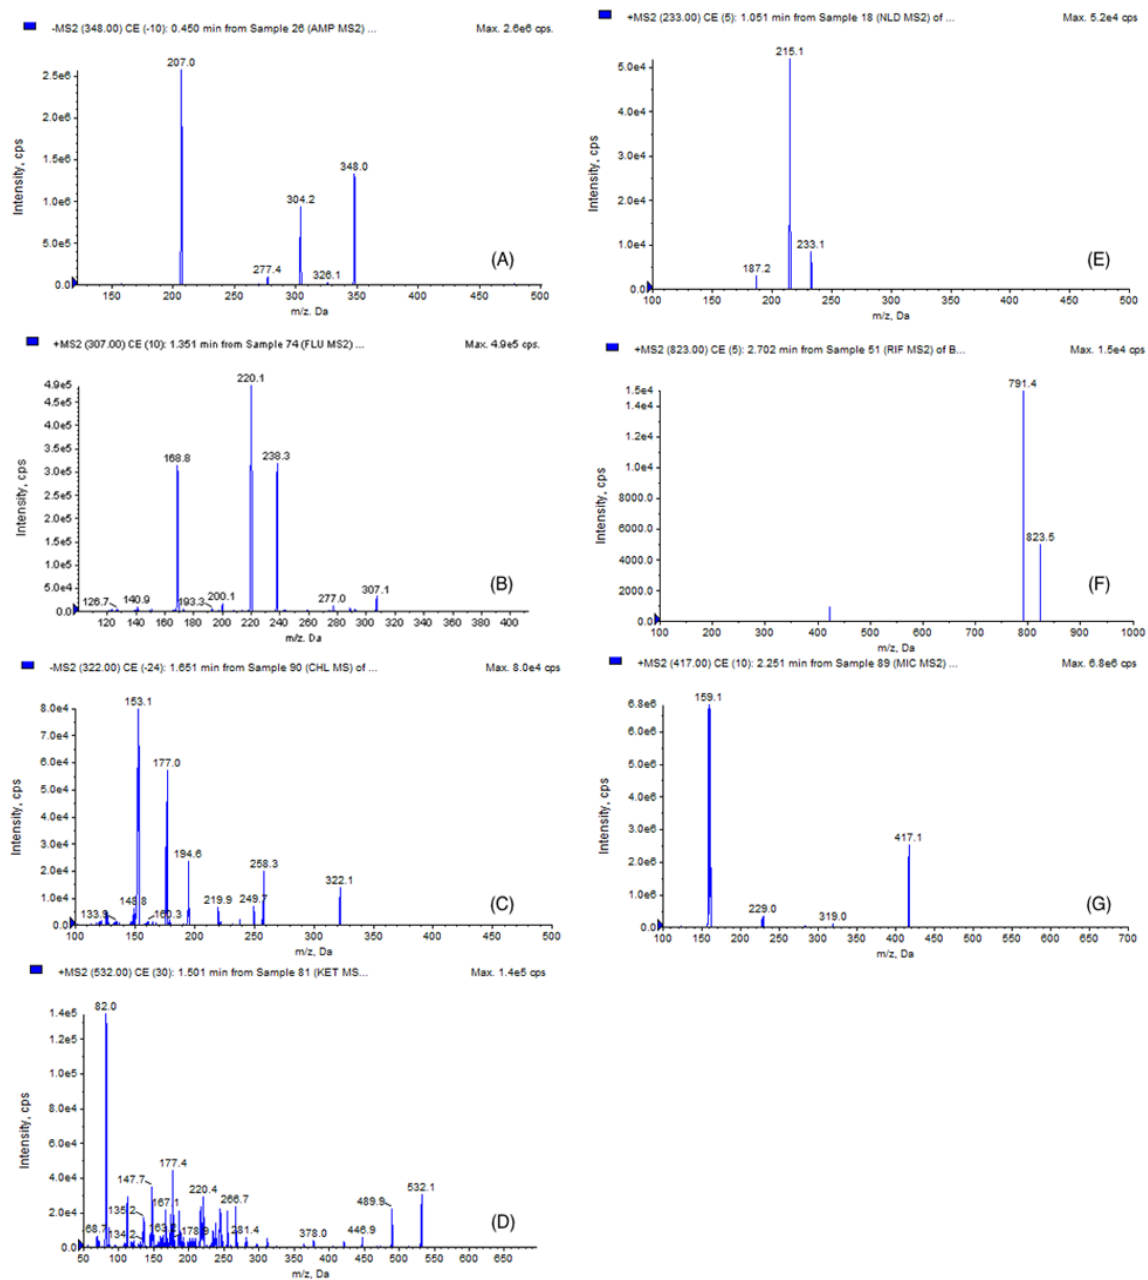 -MS2 (348.00) CE (-10): 0.450 min from Sample 26 (AMP MS2) ... Max. 2.6e6 cps.
207.0
2.5e6
2.0e6
1.5e6
1.0e6
5.0e5
0.0
348.0
304.2
277.4
326.1
(A)
150 200 250 300 350 400 450 500
m/z. Da
Intensity, cps
+MS2 (307.00) CE (10): 1.351 min from Sample 74 (FLU MS2) ... Max. 4.9e5 cps.
220.1
4.9e5
4.5e5
4.0e5
3.5e5
3.0e5
2.5e5
2.0e5
1.5e5
1.0e5
5.0e4
0.0
168.8
238.3
126.7
140.9
193.3
200.1
277.0
307.1
(B)
120 140 160 180 200 220 240 260 280 300 320 340 360 380 400
m/z. Da
Intensity, cps
-MS2 (322.00) CE (-24): 1.651 min from Sample 90 (CHL MS) of ... Max. 8.0e4 cps
153.1
8.0e4
7.0e4
6.0e4
5.0e4
4.0e4
3.0e4
2.0e4
1.0e4
0.0
177.0
194.6
258.3
322.1
133.9
148.8
160.3
219.9
249.7
(C)
100 150 200 250 300 350 400 450 500
m/z, Da
Intensity, cps
+MS2 (532.00) CE (30): 1.501 min from Sample 81 (KET MS... Max. 1.4e5 cps
82.0
1.4e5
1.2e5
1.0e5
8.0e4
6.0e4
4.0e4
2.0e4
0.0
177.4
147.7
135.2
167.1
220.4
266.7
68.7
134.2
163.2
178.9
281.4
378.0
446.9
489.9
532.1
(D)
50 100 150 200 250 300 350 400 450 500 550 600 650
m/z, Da
Intensity, cps
+MS2 (233.00) CE (5): 1.051 min from Sample 18 (NLD MS2) of ... Max. 5.2e4 cps
215.1
5.0e4
4.0e4
3.0e4
2.0e4
1.0e4
0.0
187.2
233.1
(E)
100 150 200 250 300 350 400 450 500
m/z, Da
Intensity, cps
+MS2 (823.00) CE (5): 2.702 min from Sample 51 (RIF MS2) of B... Max. 1.5e4 cps
791.4
1.5e4
1.4e4
1.2e4
1.0e4
8000.0
6000.0
4000.0
2000.0
0.0
823.5
(F)
100 200 300 400 500 600 700 800 900 1000
m/z, Da
Intensity, cps
+MS2 (417.00) CE (10): 2.251 min from Sample 89 (MIC MS2) ... Max. 6.8e6 cps
159.1
6.8e6
6.0e6
5.0e6
4.0e6
3.0e6
2.0e6
1.0e6
0.0
229.0
319.0
417.1
(G)
100 150 200 250 300 350 400 450 500 550 600 650 700
m/z, Da
Intensity, cps